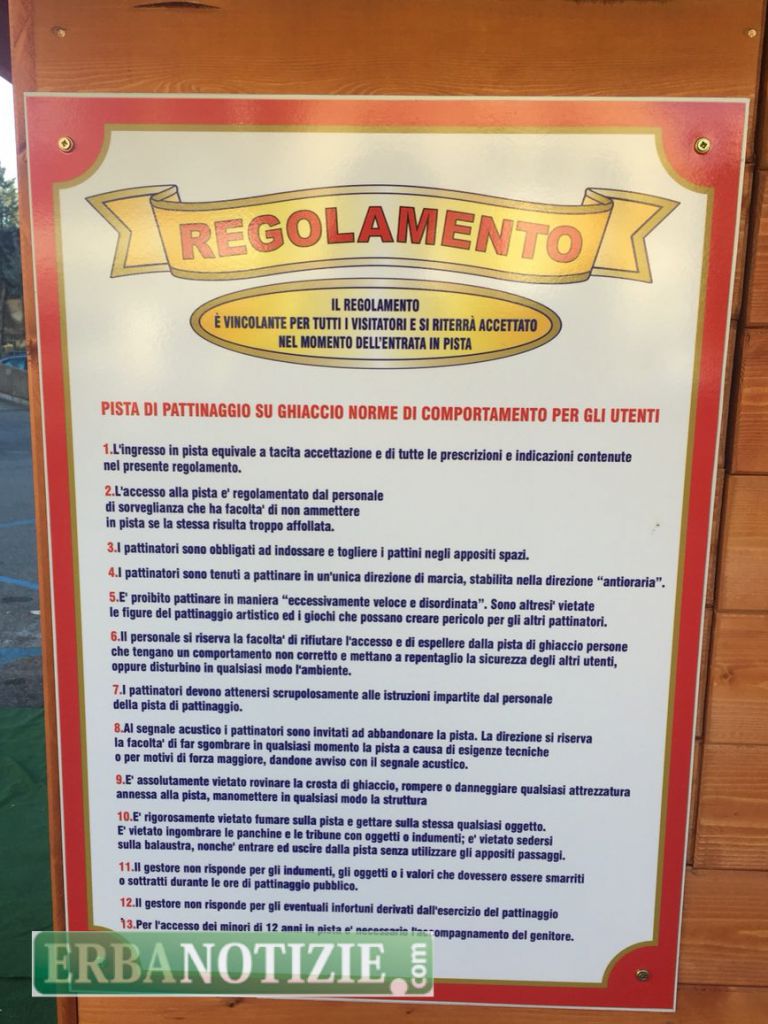 REGOLAMENTO
IL REGOLAMENTO
È VINCOLANTE PER TUTTI I VISITATORI E SI RITERRÀ ACCETTATO
NEL MOMENTO DELL'ENTRATA IN PISTA
PISTA DI PATTINAGGIO SU GHIACCIO NORME DI COMPORTAMENTO PER GLI UTENTI
1.L'ingresso in pista equivale a tacita accettazione e di tutte le prescrizioni e indicazioni contenute
nel presente regolamento.
2.L'accesso alla pista e' regolamentato dal personale
di sorveglianza che ha facolta' di non ammettere
in pista se la stessa risulta troppo affollata.
3.I pattinatori sono obbligati ad indossare e togliere i pattini negli appositi spazi.
4.I pattinatori sono tenuti a pattinare in un'unica direzione di marcia, stabilita nella direzione "antioraria".
5.E' proibito pattinare in maniera "eccessivamente veloce e disordinata". Sono altresi' vietate
le figure del pattinaggio artistico ed i giochi che possano creare pericolo per gli altri pattinatori.
6.Il personale si riserva la facolta' di rifiutare l'accesso e di espellere dalla pista di ghiaccio persone
che tengano un comportamento non corretto e mettano a repentaglio la sicurezza degli altri utenti,
oppure disturbino in qualsiasi modo l'ambiente.
7.I pattinatori devono attenersi scrupolosamente alle istruzioni impartite dal personale
della pista di pattinaggio.
8.Al segnale acustico i pattinatori sono invitati ad abbandonare la pista. La direzione si riserva
la facolta' di far sgombrare in qualsiasi momento la pista a causa di esigenze tecniche
o per motivi di forza maggiore, dandone avviso con il segnale acustico.
9.E' assolutamente vietato rovinare la crosta di ghiaccio, rompere o danneggiare qualsiasi attrezzatura
annessa alla pista, manomettere in qualsiasi modo la struttura
10.E' rigorosamente vietato fumare sulla pista e gettare sulla stessa qualsiasi oggetto.
E' vietato ingombrare le panchine e le tribune con oggetti o indumenti; e' vietato sedersi
sulla balaustra, nonche' entrare ed uscire dalla pista senza utilizzare gli appositi passaggi.
11.Il gestore non risponde per gli indumenti, gli oggetti o i valori che dovessero essere smarriti
o sottratti durante le ore di pattinaggio pubblico.
12.Il gestore non risponde per gli eventuali infortuni derivati dall'esercizio del pattinaggio
13.Per l'accesso dei minori di 12 anni in pista e' necessario l'accompagnamento del genitore.
ERBANOTIZIE.com